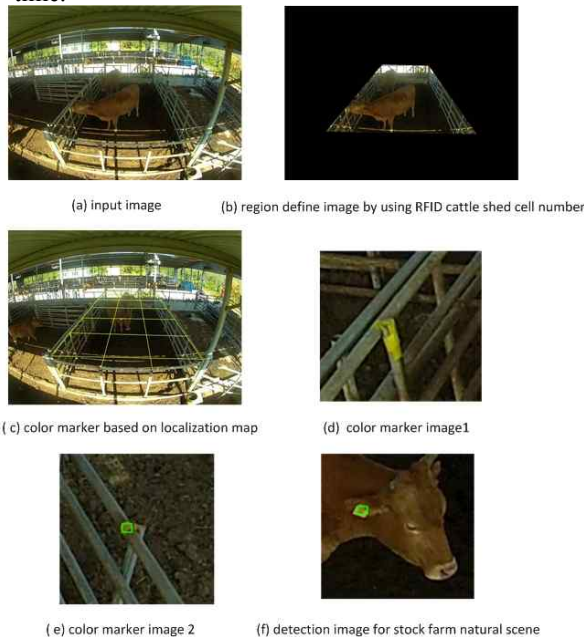 (a) input image
(b) region define image by using RFID cattle shed cell number
( c) color marker based on localization map
(d) color marker image1
( e) color marker image 2
(f) detection image for stock farm natural scene